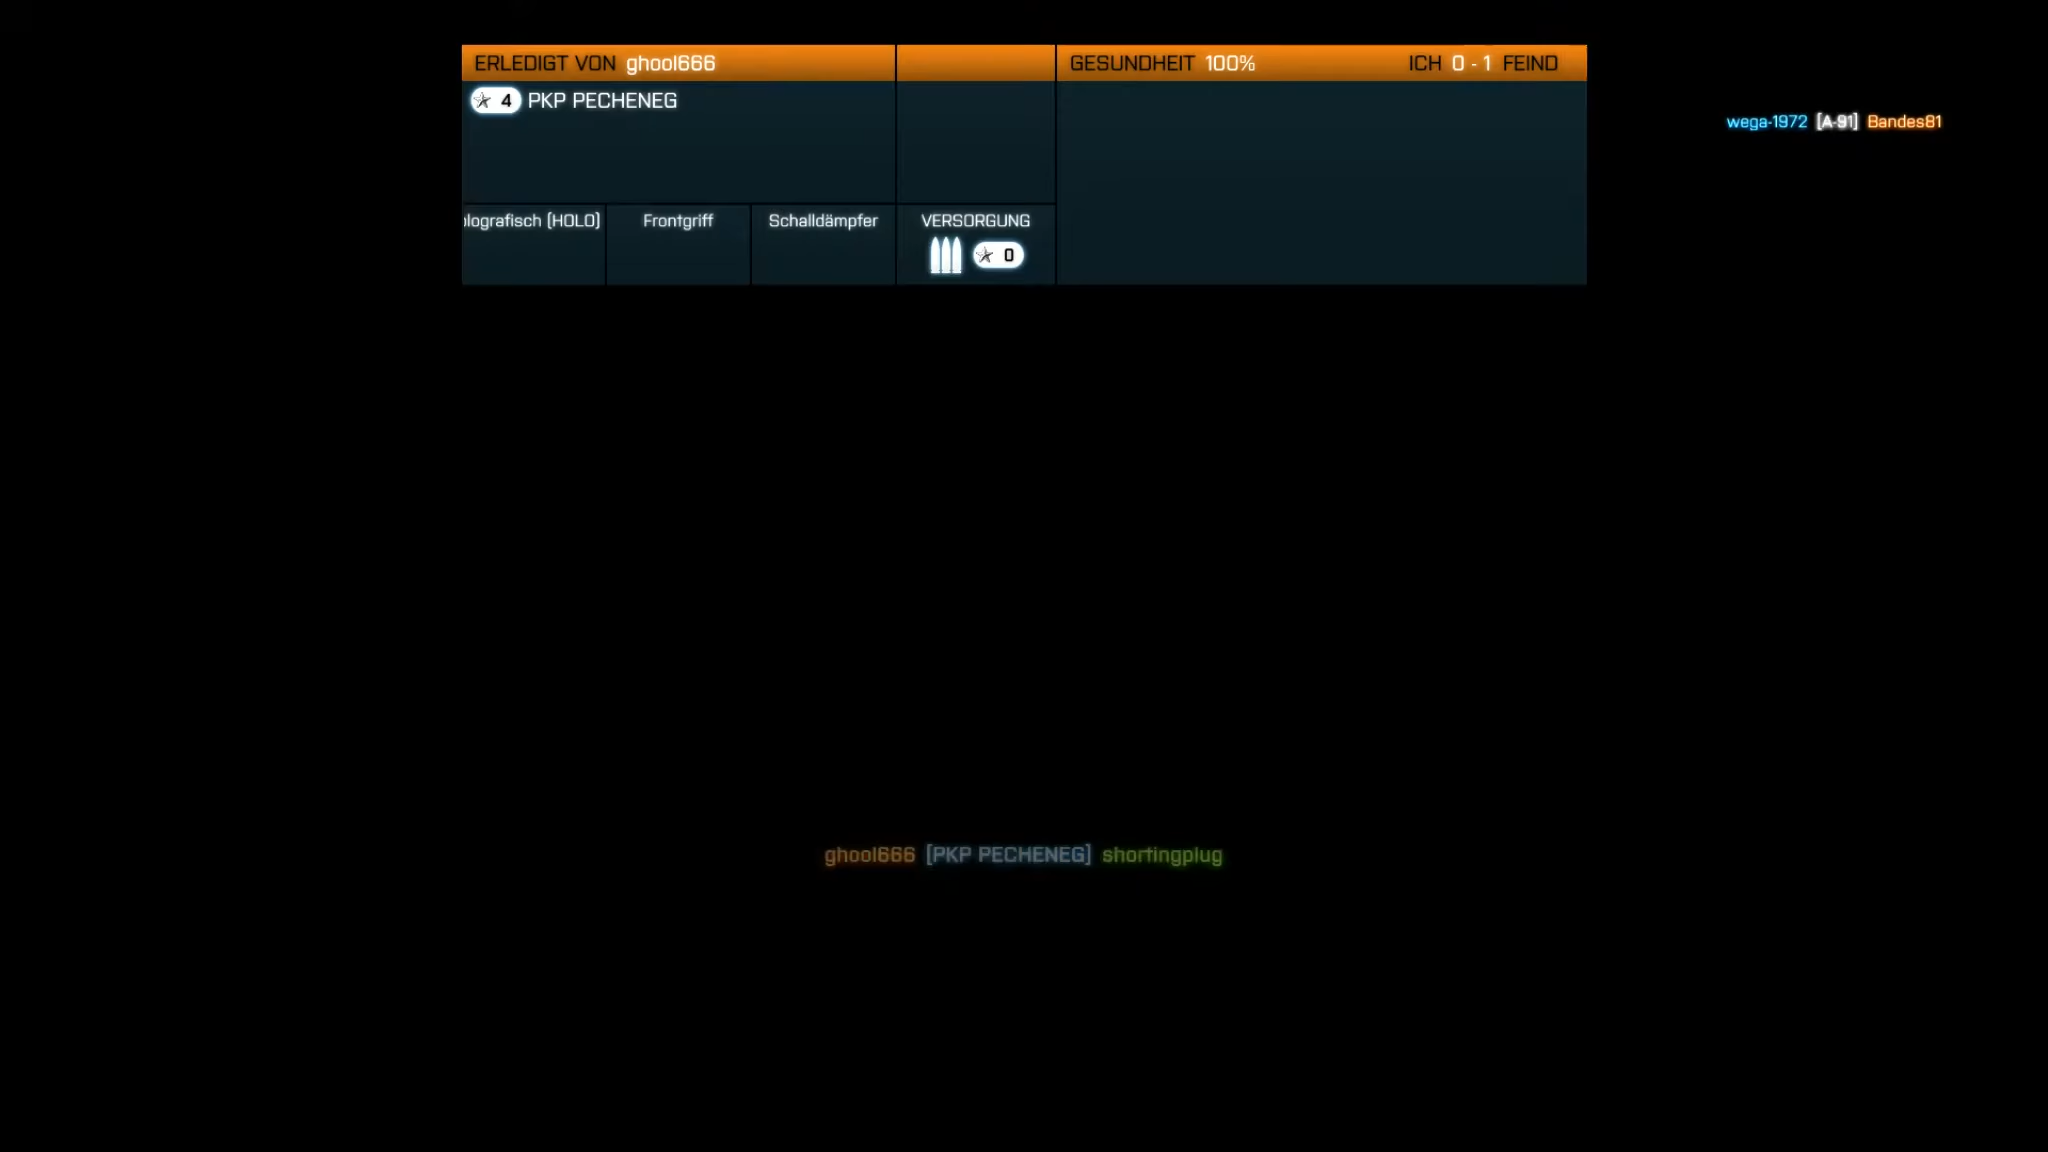 ERLEDIGT VON ghool666
GESUNDHEIT 100%
ICH 0 - 1 FEIND
4 PKP PECHENEG
wega-1972 [A-91] Bandes81
olografisch (HOLO)
Frontgriff
Schalldämpfer
VERSORGUNG
0
ghool666 [PKP PECHENEG] shortingplug